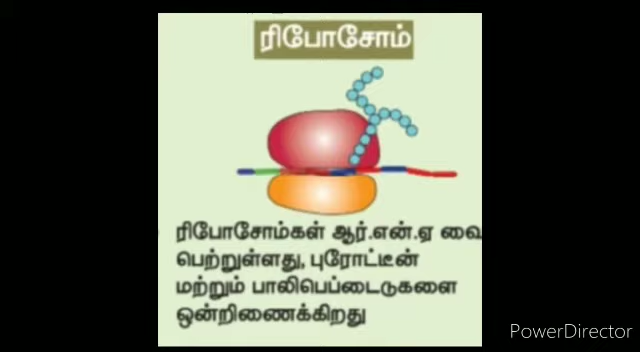 ரிபோசோம்
ரிபோசோம்கள் ஆர்.என்.ஏ வை
பெற்றுள்ளது, புரோட்டீன்
மற்றும் பாலிபெப்டைடுகளை
ஒன்றிணைக்கிறது
PowerDirector